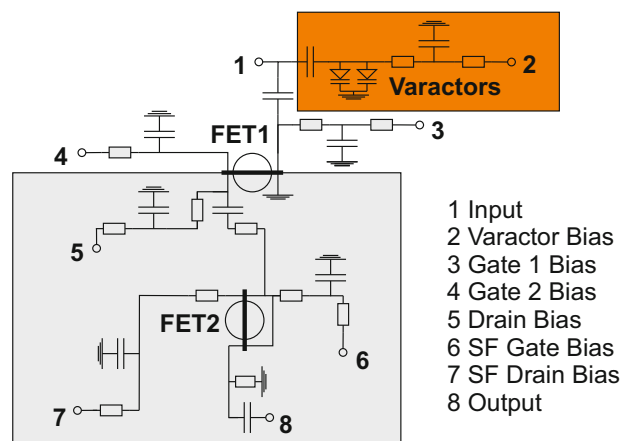 1
2
Varactors
3
FET1
4
5
FET2
6
7
8
1 Input
2 Varactor Bias
3 Gate 1 Bias
4 Gate 2 Bias
5 Drain Bias
6 SF Gate Bias
7 SF Drain Bias
8 Output